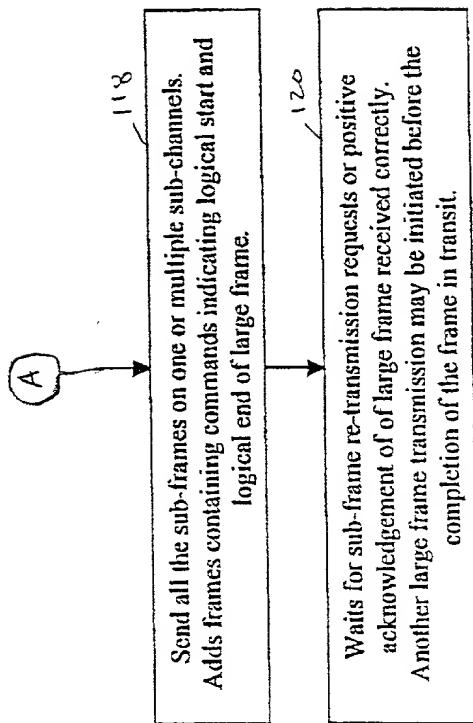 A
118
Send all the sub-frames on one or multiple sub-channels.
Adds frames containing commands indicating logical start and
logical end of large frame.
120
Waits for sub-frame re-transmission requests or positive
acknowledgement of of large frame received correctly.
Another large frame transmission may be initiated before the
completion of the frame in transit.